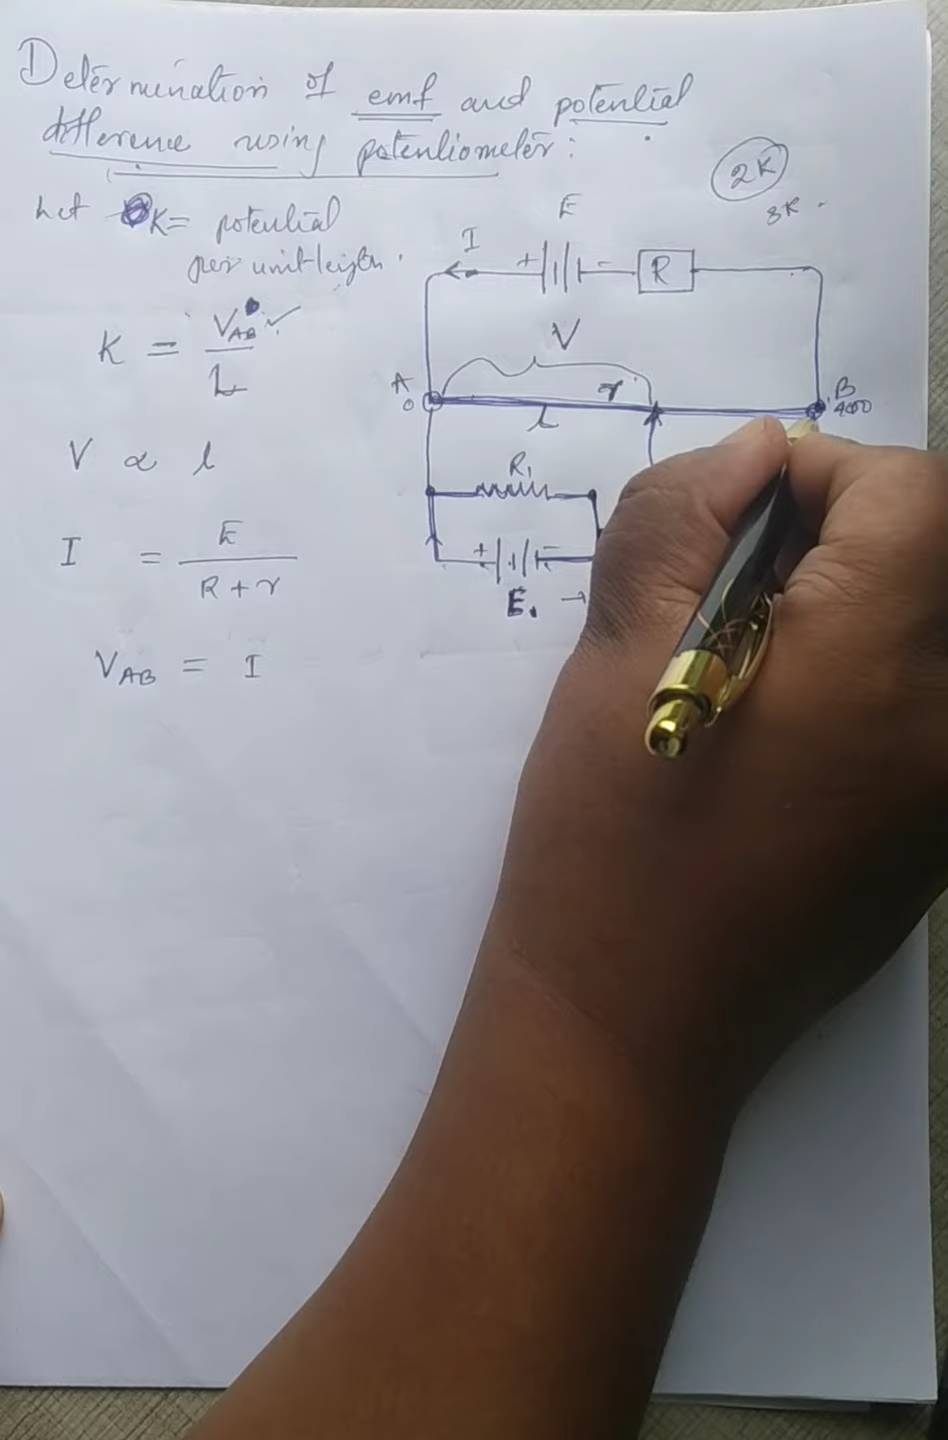 Determination of emf and potential
difference using potentiometer:
Let K = potential
per unit length.
K = V_AB / L
V ∝ l
I = E / R + r
V_AB = I
2K
8K.
E
I
+ -
R
V
A
0
r
B
400
l
R₁
+ -
E₁ →